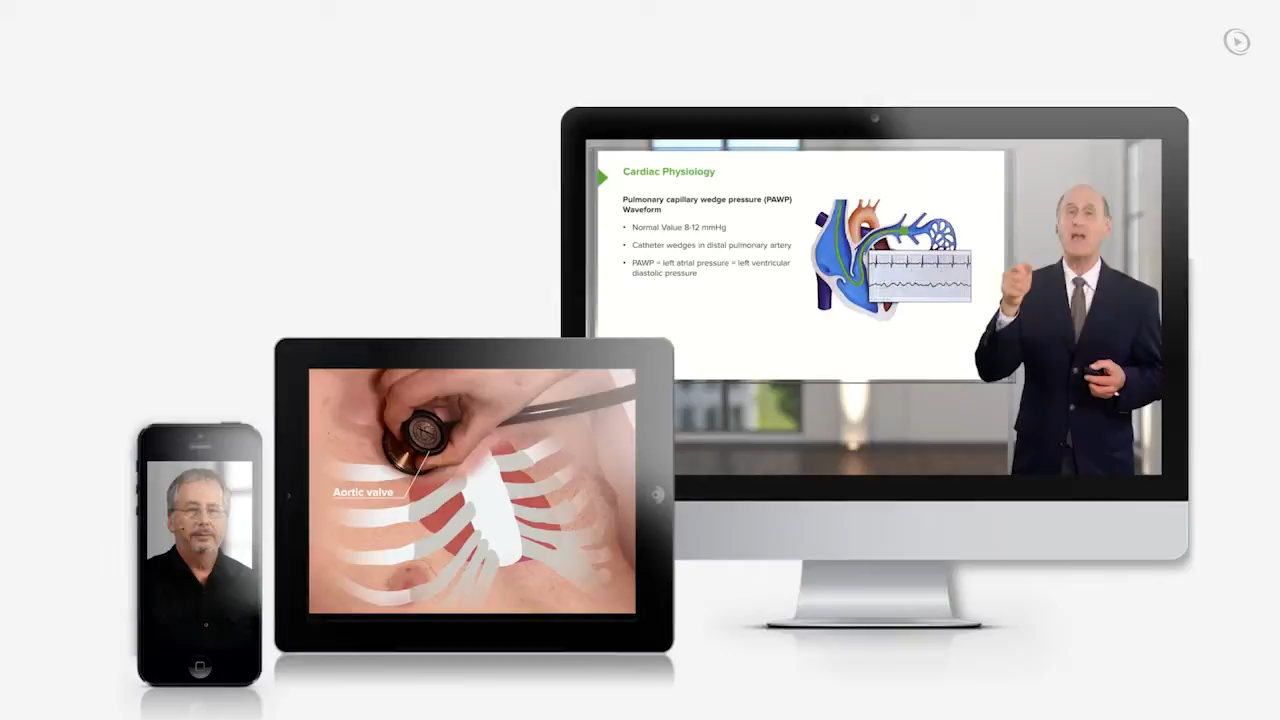 Cardiac Physiology
Pulmonary capillary wedge pressure (PAWP)
Waveform
• Normal Value 8-12 mmHg
• Catheter wedges in distal pulmonary artery
• PAWP = left atrial pressure = left ventricular
diastolic pressure
Aortic valve